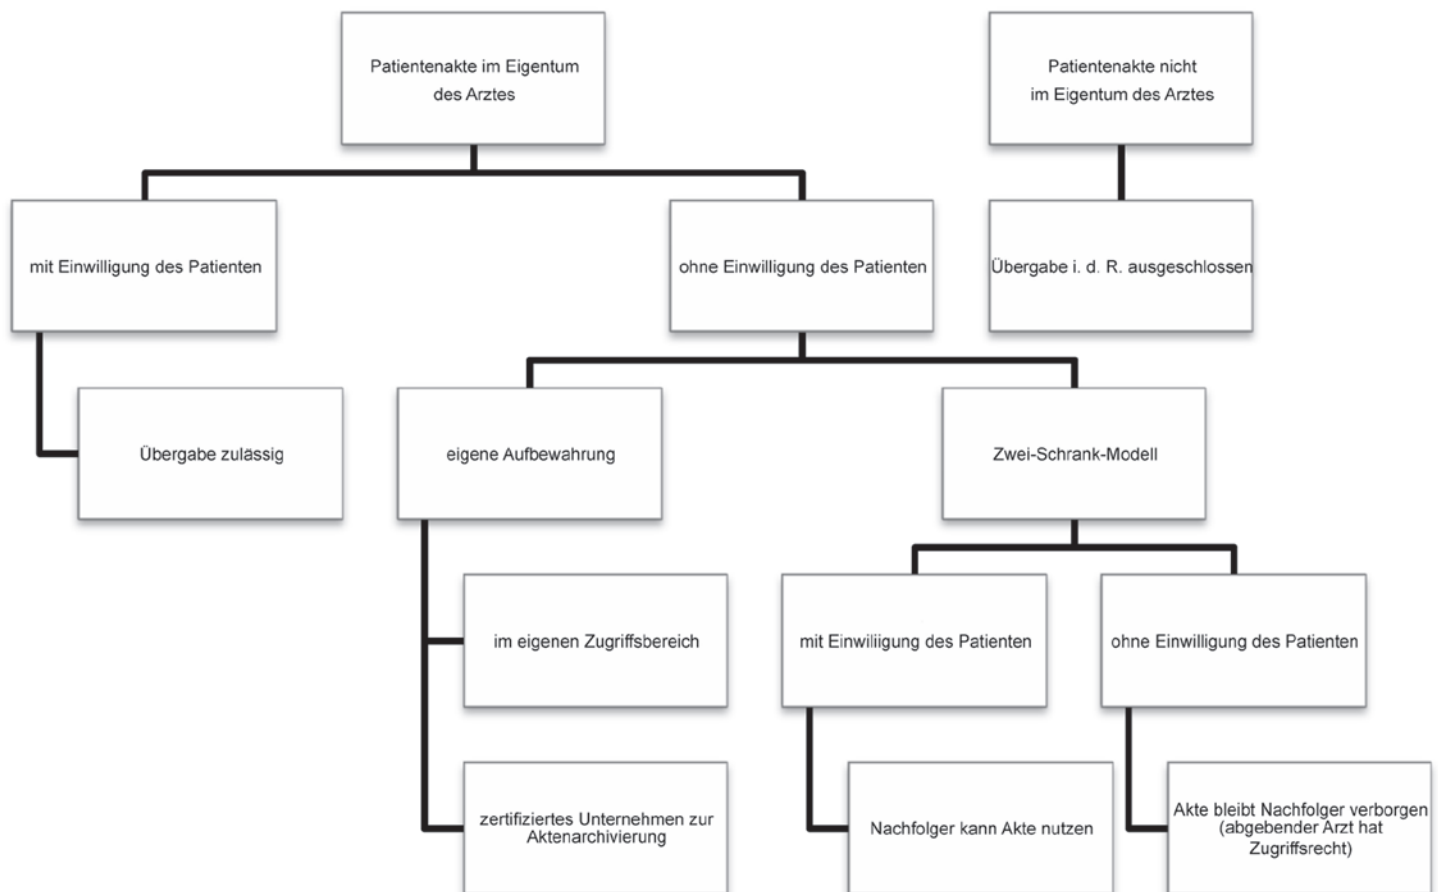 Patientenakte im Eigentum
des Arztes
Patientenakte nicht
im Eigentum des Arztes
mit Einwilligung des Patienten
ohne Einwilligung des Patienten
Übergabe i. d. R. ausgeschlossen
Übergabe zulässig
eigene Aufbewahrung
Zwei-Schrank-Modell
im eigenen Zugriffsbereich
mit Einwiliigung des Patienten
ohne Einwilligung des Patienten
zertifiziertes Unternehmen zur
Aktenarchivierung
Nachfolger kann Akte nutzen
Akte bleibt Nachfolger verborgen
(abgebender Arzt hat
Zugriffsrecht)